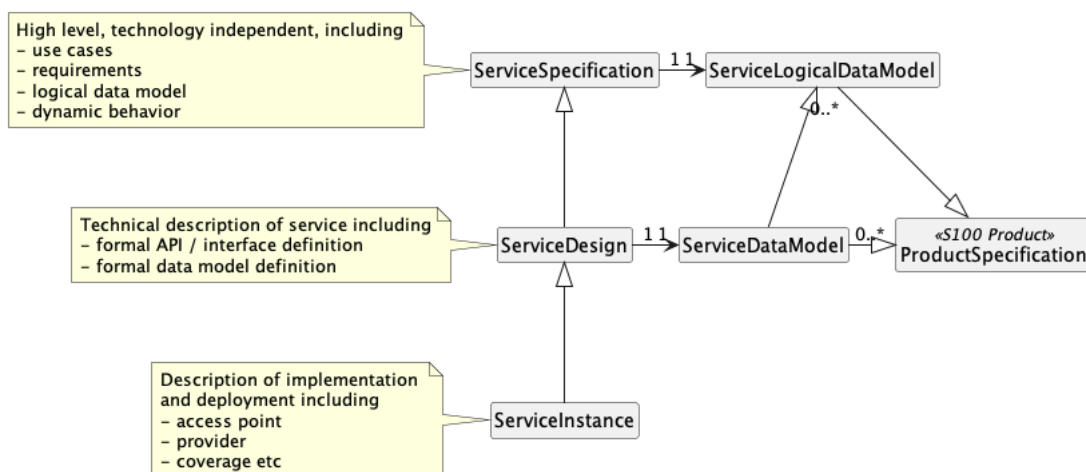 High level, technology independent, including
– use cases
– requirements
– logical data model
– dynamic behavior
ServiceSpecification
1 1
ServiceLogicalDataModel
0..*
Technical description of service including
– formal API / interface definition
– formal data model definition
ServiceDesign
1 1
ServiceDataModel
0..*
«S100 Product»
ProductSpecification
Description of implementation
and deployment including
– access point
– provider
– coverage etc
ServiceInstance